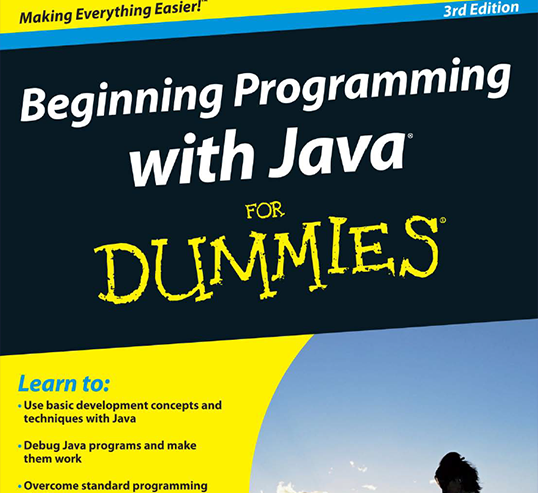 Making Everything Easier!™
3rd Edition
Beginning Programming
with Java®
FOR
DUMMIES®
Learn to:
• Use basic development concepts and
techniques with Java
• Debug Java programs and make
them work
• Overcome standard programming